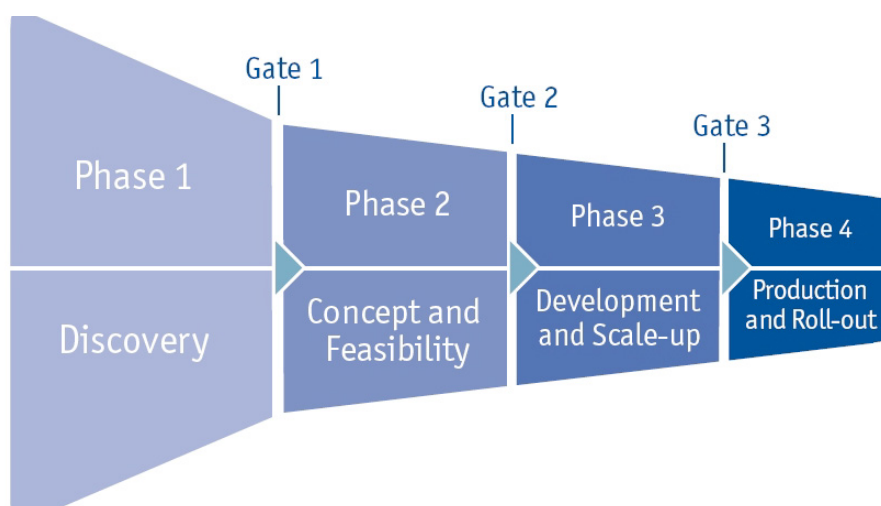 Gate 1
Gate 2
Gate 3
Phase 1
Phase 2
Phase 3
Phase 4
Discovery
Concept and
Feasibility
Development
and Scale-up
Production
and Roll-out